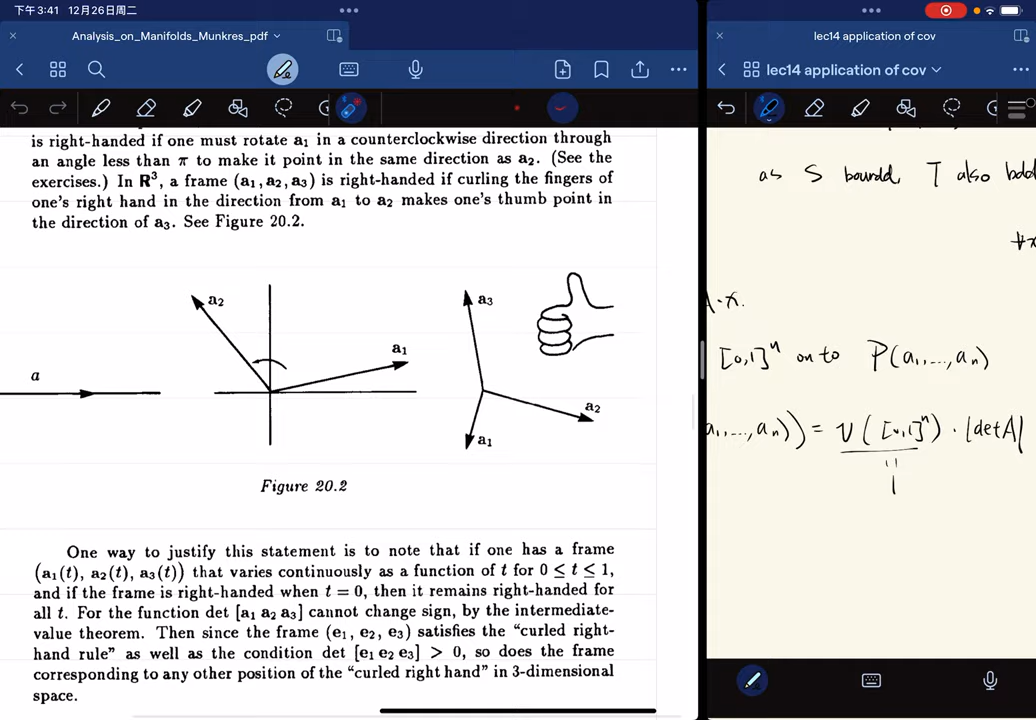 下午3:41 12月26日周二
Analysis_on_Manifolds_Munkres_pdf
is right-handed if one must rotate a₁ in a counterclockwise direction through
an angle less than π to make it point in the same direction as a₂. (See the
exercises.) In R³, a frame (a₁, a₂, a₃) is right-handed if curling the fingers of
one's right hand in the direction from a₁ to a₂ makes one's thumb point in
the direction of a₃. See Figure 20.2.
a
a₂
a₁
a₃
a₂
a₁
Figure 20.2
One way to justify this statement is to note that if one has a frame
(a₁(t), a₂(t), a₃(t)) that varies continuously as a function of t for 0 ≤ t ≤ 1,
and if the frame is right-handed when t = 0, then it remains right-handed for
all t. For the function det [a₁ a₂ a₃] cannot change sign, by the intermediate-
value theorem. Then since the frame (e₁, e₂, e₃) satisfies the "curled right-
hand rule" as well as the condition det [e₁ e₂ e₃] > 0, so does the frame
corresponding to any other position of the "curled right hand" in 3-dimensional
space.
lec14 application of cov
lec14 application of cov
as S bounded, T also bdd
∀x
A·x.
[0,1]ⁿ on to P(a₁,...,aₙ)
a₁,...,aₙ)) = V([0,1]ⁿ) · |detA|
"
1